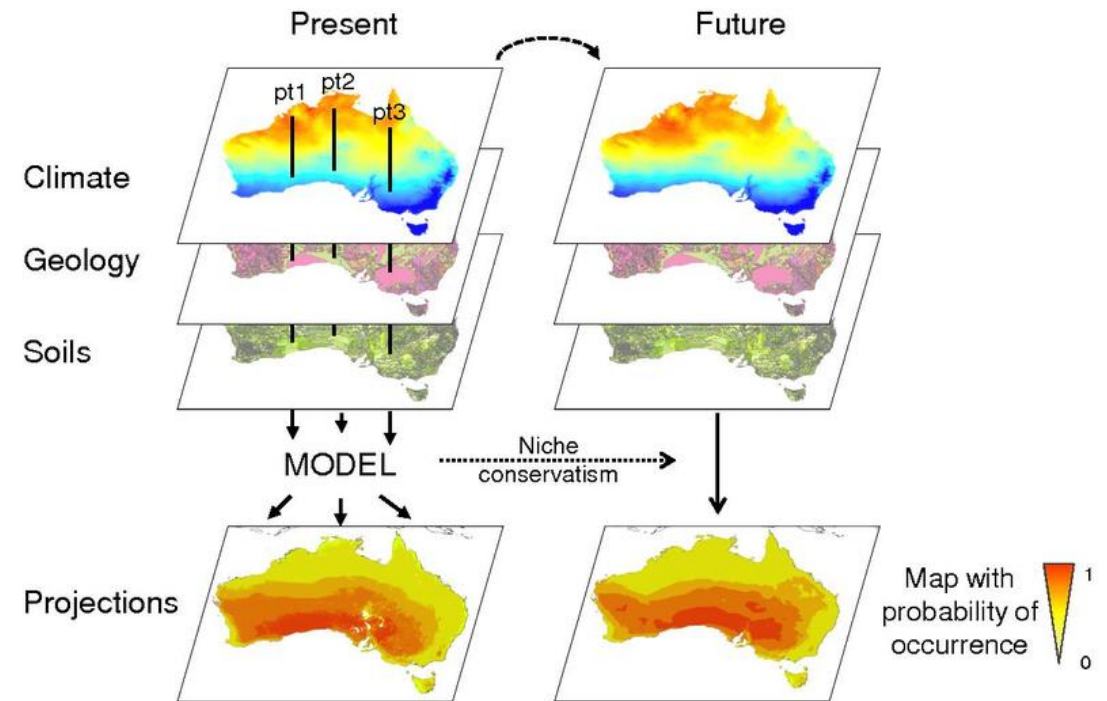 Present
Future
pt1
pt2
pt3
Climate
Geology
Soils
MODEL
Niche
conservatism
Projections
Map with
probability of
occurrence
1
0